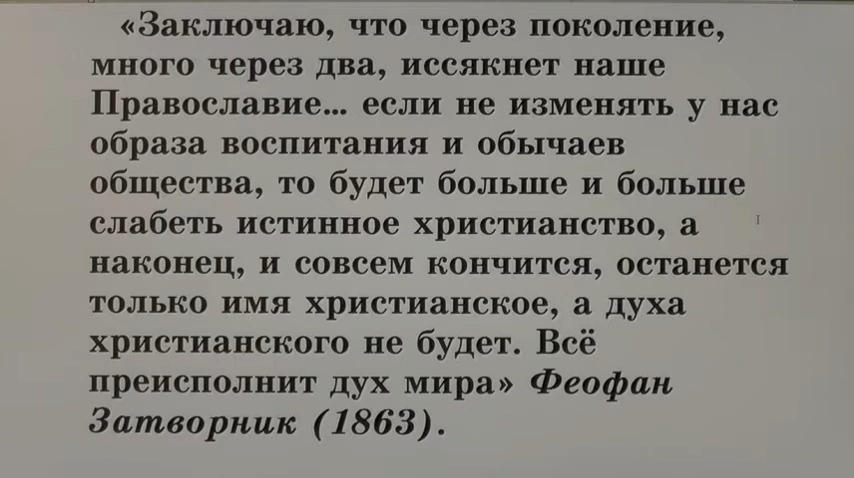 «Заключаю, что через поколение,
много через два, иссякнет наше
Православие... если не изменять у нас
образа воспитания и обычаев
общества, то будет больше и больше
слабеть истинное христианство, а
наконец, и совсем кончится, останется
только имя христианское, а духа
христианского не будет. Всё
преисполнит дух мира» Феофан
Затворник (1863).